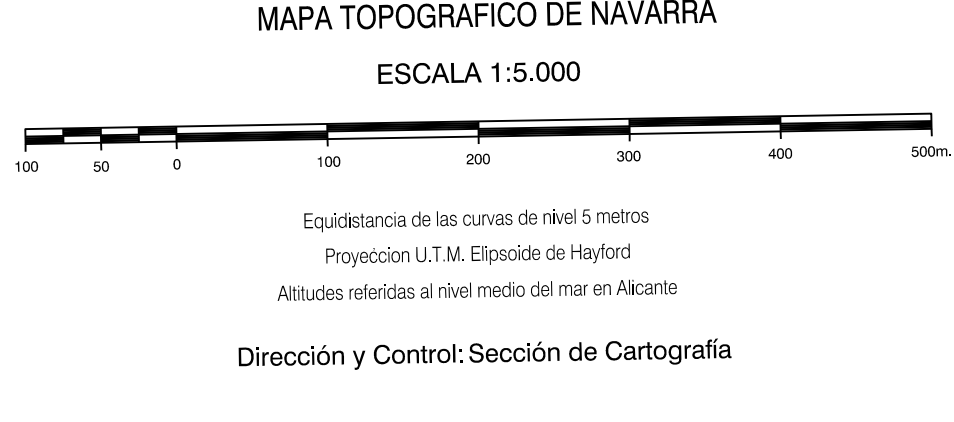 MAPA TOPOGRAFICO DE NAVARRA
ESCALA 1:5.000
100 50 0 100 200 300 400 500m.
Equidistancia de las curvas de nivel 5 metros
Proyeccion U.T.M. Elipsoide de Hayford
Altitudes referidas al nivel medio del mar en Alicante
Dirección y Control: Sección de Cartografía